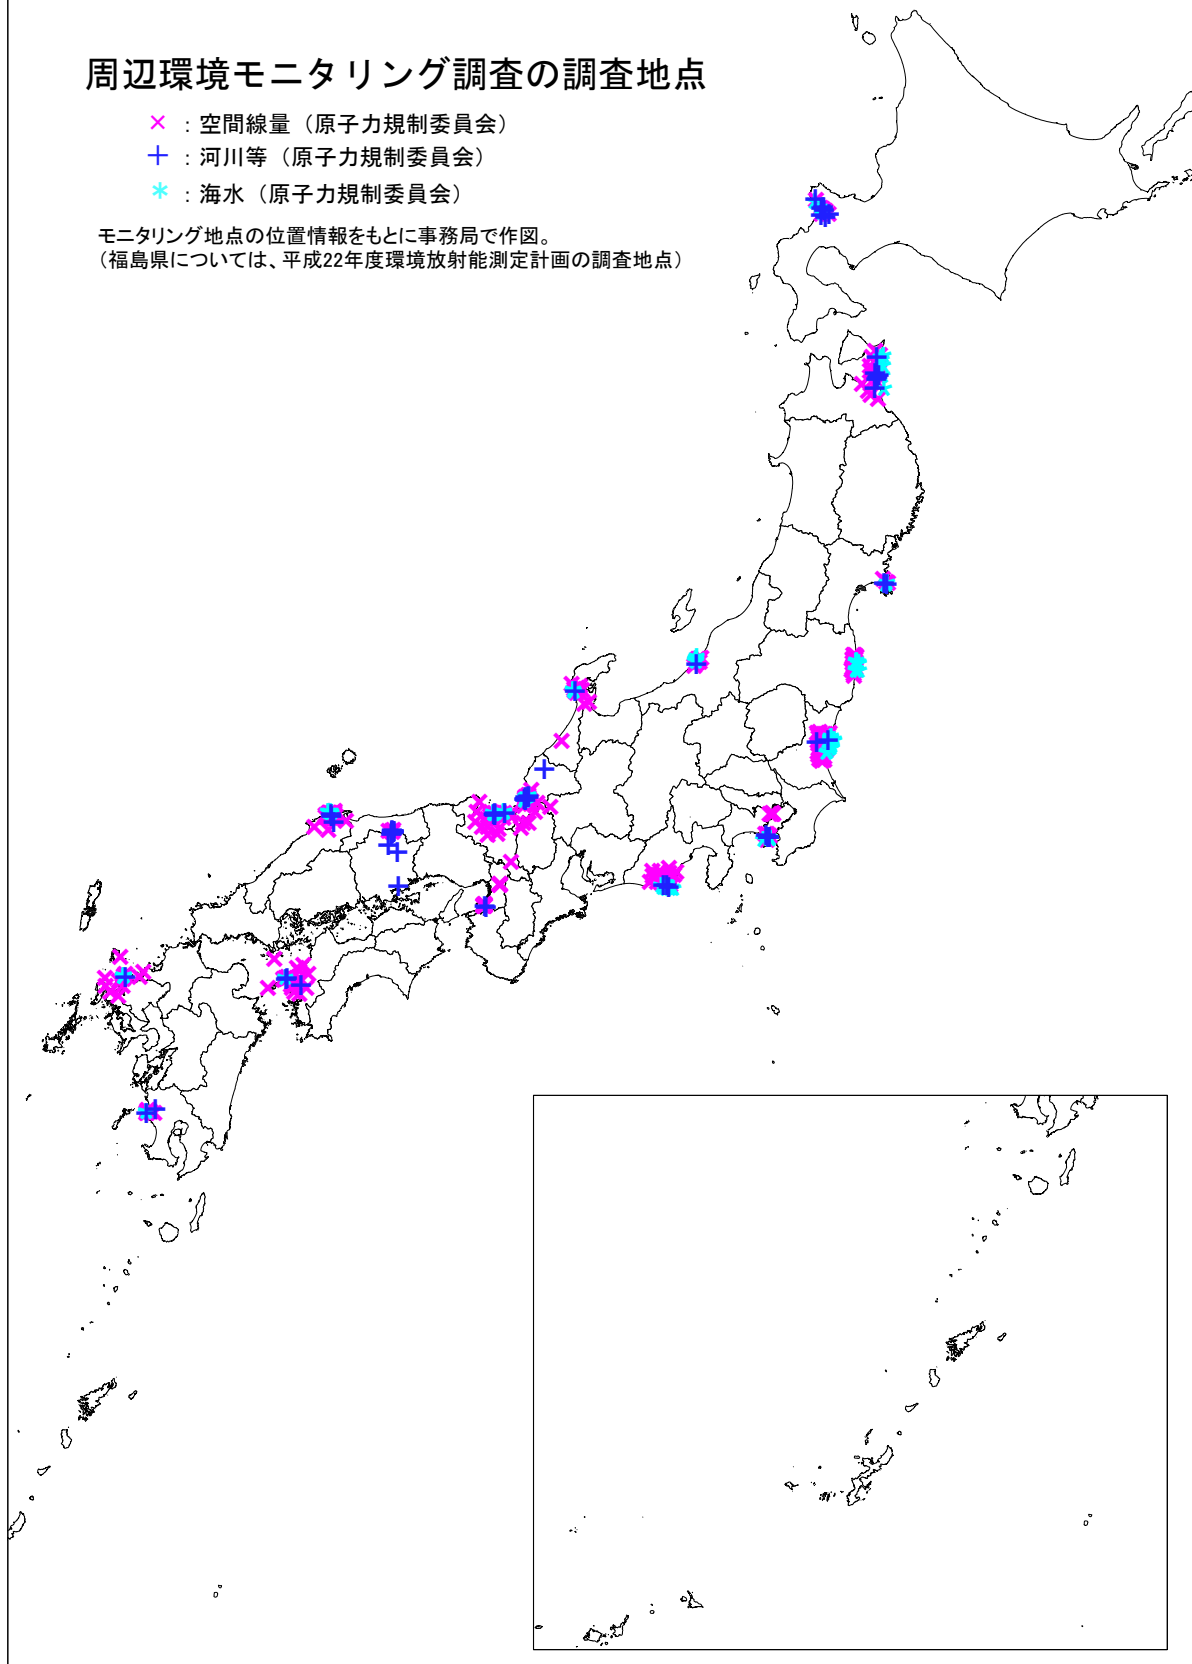 周辺環境モニタリング調査の調査地点
×：空間線量（原子力規制委員会）
＋：河川等（原子力規制委員会）
＊：海水（原子力規制委員会）
モニタリング地点の位置情報をもとに事務局で作図。
（福島県については、平成22年度環境放射能測定計画の調査地点）